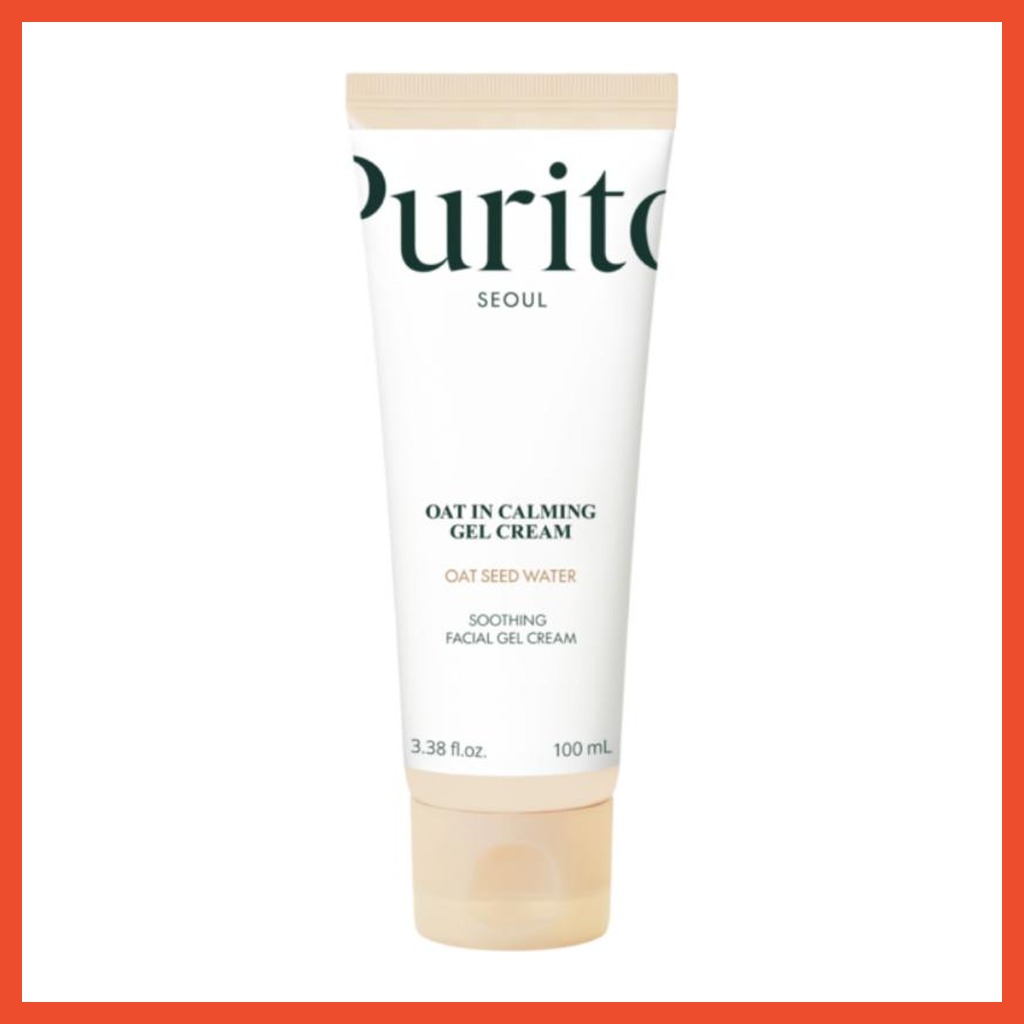 Purito
SEOUL
OAT IN CALMING
GEL CREAM
OAT SEED WATER
SOOTHING
FACIAL GEL CREAM
3.38 fl.oz. 100 mL